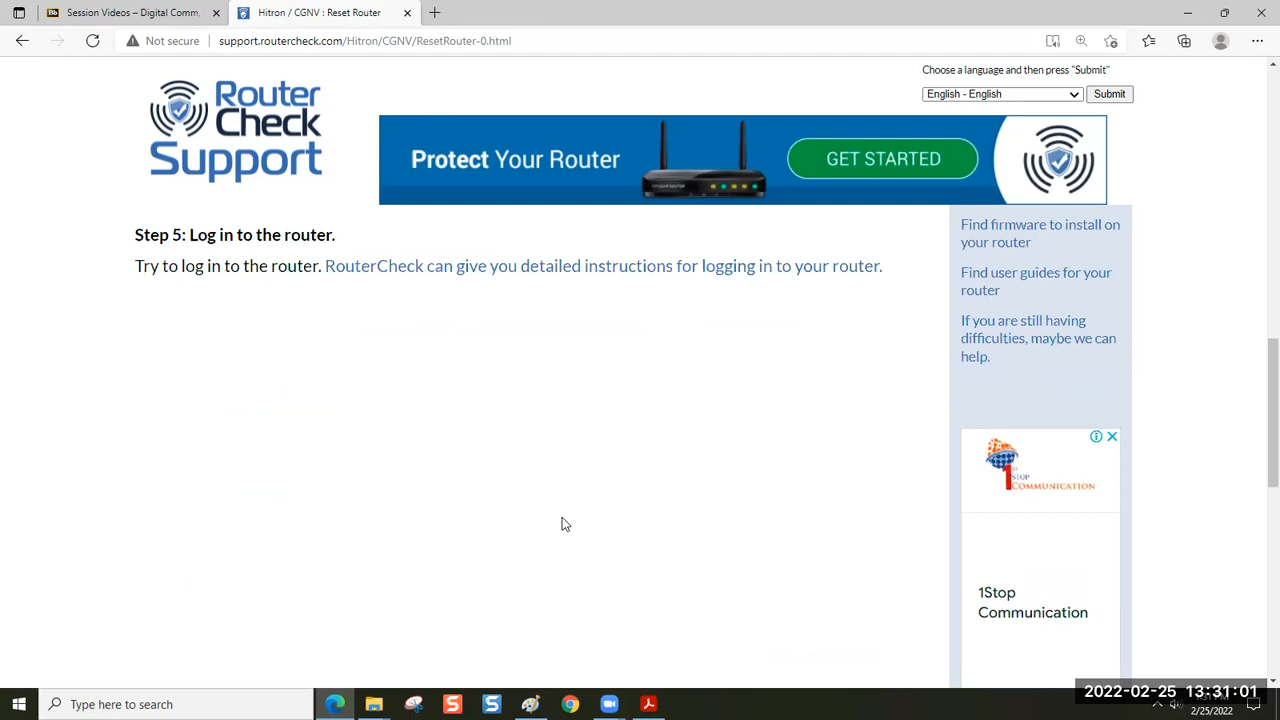 Bb Session Videos – Digital Comm
Hitron / CGNV : Reset Router
Not secure
support.routercheck.com/Hitron/CGNV/ResetRouter-0.html
Choose a language and then press "Submit"
English - English
Submit
Router
Check
Support
Protect Your Router
GET STARTED
Step 5: Log in to the router.
Try to log in to the router. RouterCheck can give you detailed instructions for logging in to your router.
Find firmware to install on
your router
Find user guides for your
router
If you are still having
difficulties, maybe we can
help.
1 STOP
COMMUNICATION
1Stop
Communication
Type here to search
2022-02-25 13:31:01
2/25/2022